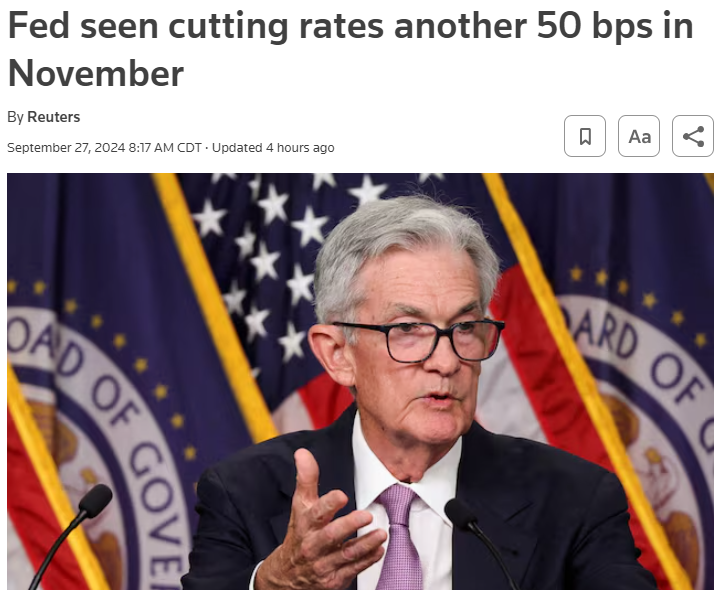 Fed seen cutting rates another 50 bps in
November
By Reuters
September 27, 2024 8:17 AM CDT · Updated 4 hours ago
Aa
OARD OF GOVE
ARD OF G